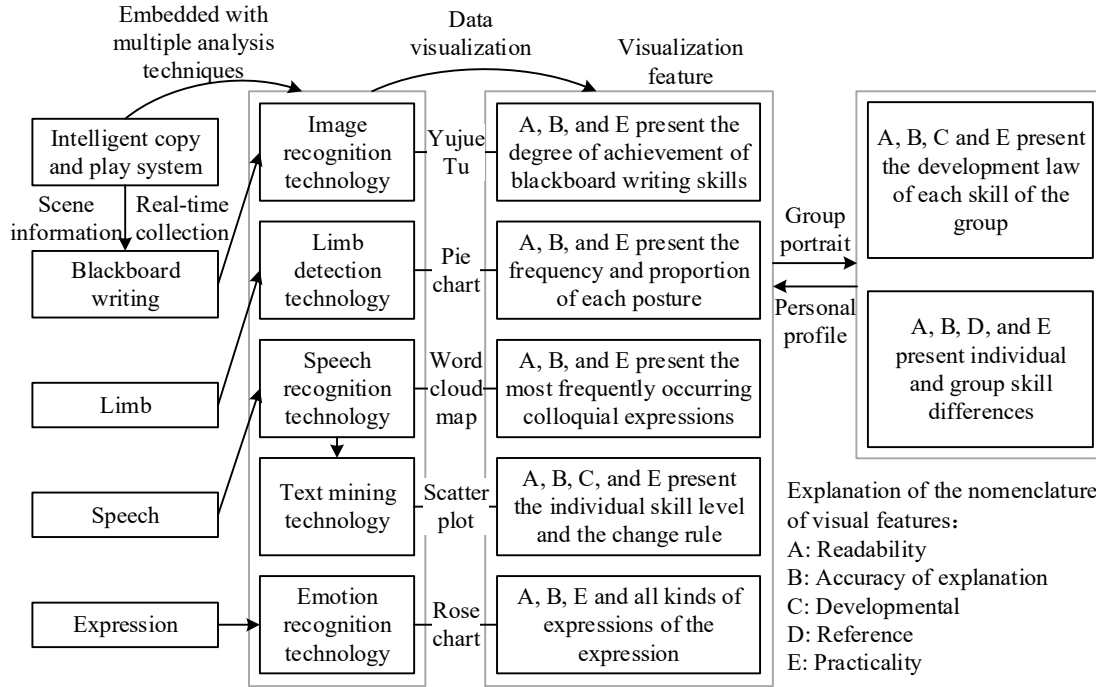 Embedded with
multiple analysis
techniques
Data
visualization
Visualization
feature
Intelligent copy
and play system
Scene
information
Real-time
collection
Blackboard
writing
Limb
Speech
Expression
Image
recognition
technology
Limb
detection
technology
Speech
recognition
technology
Text mining
technology
Emotion
recognition
technology
Yujue
Tu
Pie
chart
Word
cloud
map
Scatter
plot
Rose
chart
A, B, and E present the
degree of achievement of
blackboard writing skills
A, B, and E present the
frequency and proportion
of each posture
A, B, and E present the
most frequently occurring
colloquial expressions
A, B, C, and E present
the individual skill level
and the change rule
A, B, E and all kinds of
expressions of the
expression
Group
portrait
Personal
profile
A, B, C and E present
the development law
of each skill of the
group
A, B, D, and E
present individual
and group skill
differences
Explanation of the nomenclature
of visual features：
A: Readability
B: Accuracy of explanation
C: Developmental
D: Reference
E: Practicality